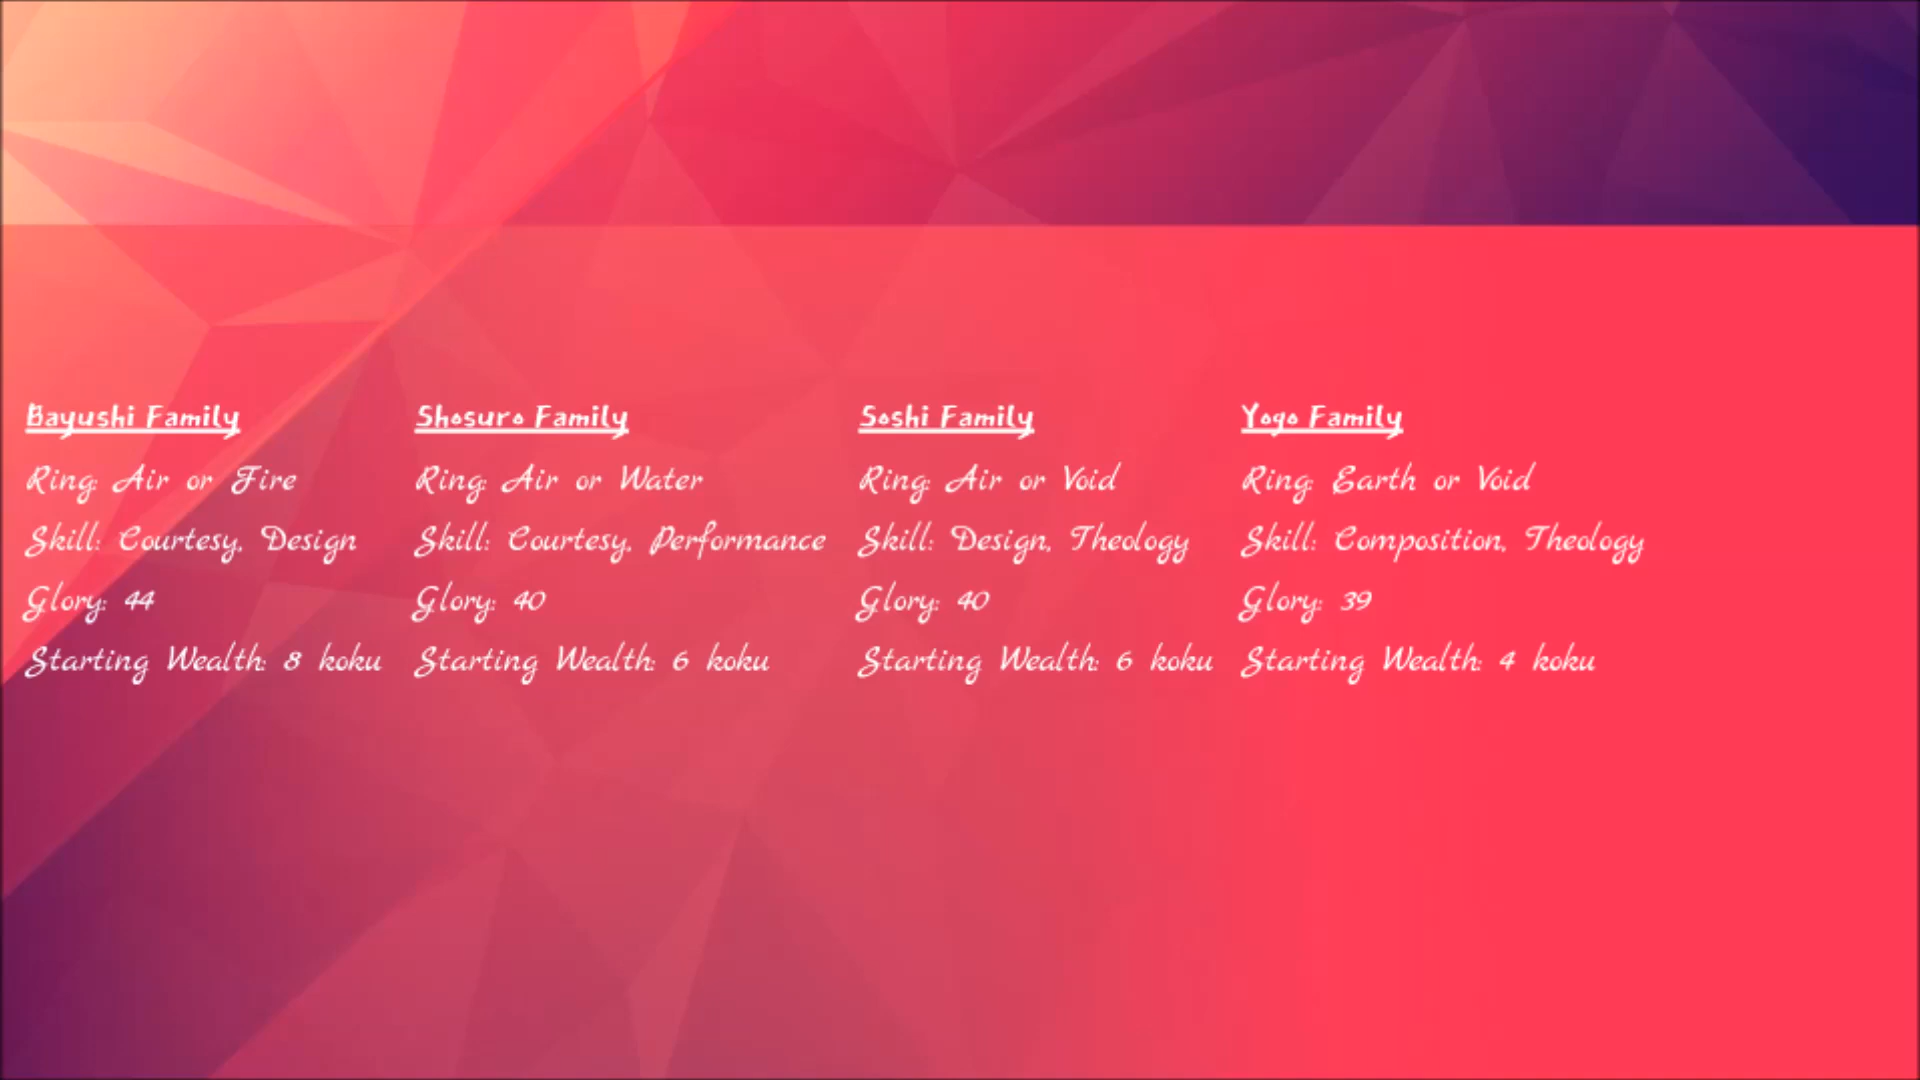 Bayushi Family
Ring: Air or Fire
Skill: Courtesy, Design
Glory: 44
Starting Wealth: 8 koku
Shosuro Family
Ring: Air or Water
Skill: Courtesy, Performance
Glory: 40
Starting Wealth: 6 koku
Soshi Family
Ring: Air or Void
Skill: Design, Theology
Glory: 40
Starting Wealth: 6 koku
Yogo Family
Ring: Earth or Void
Skill: Composition, Theology
Glory: 39
Starting Wealth: 4 koku